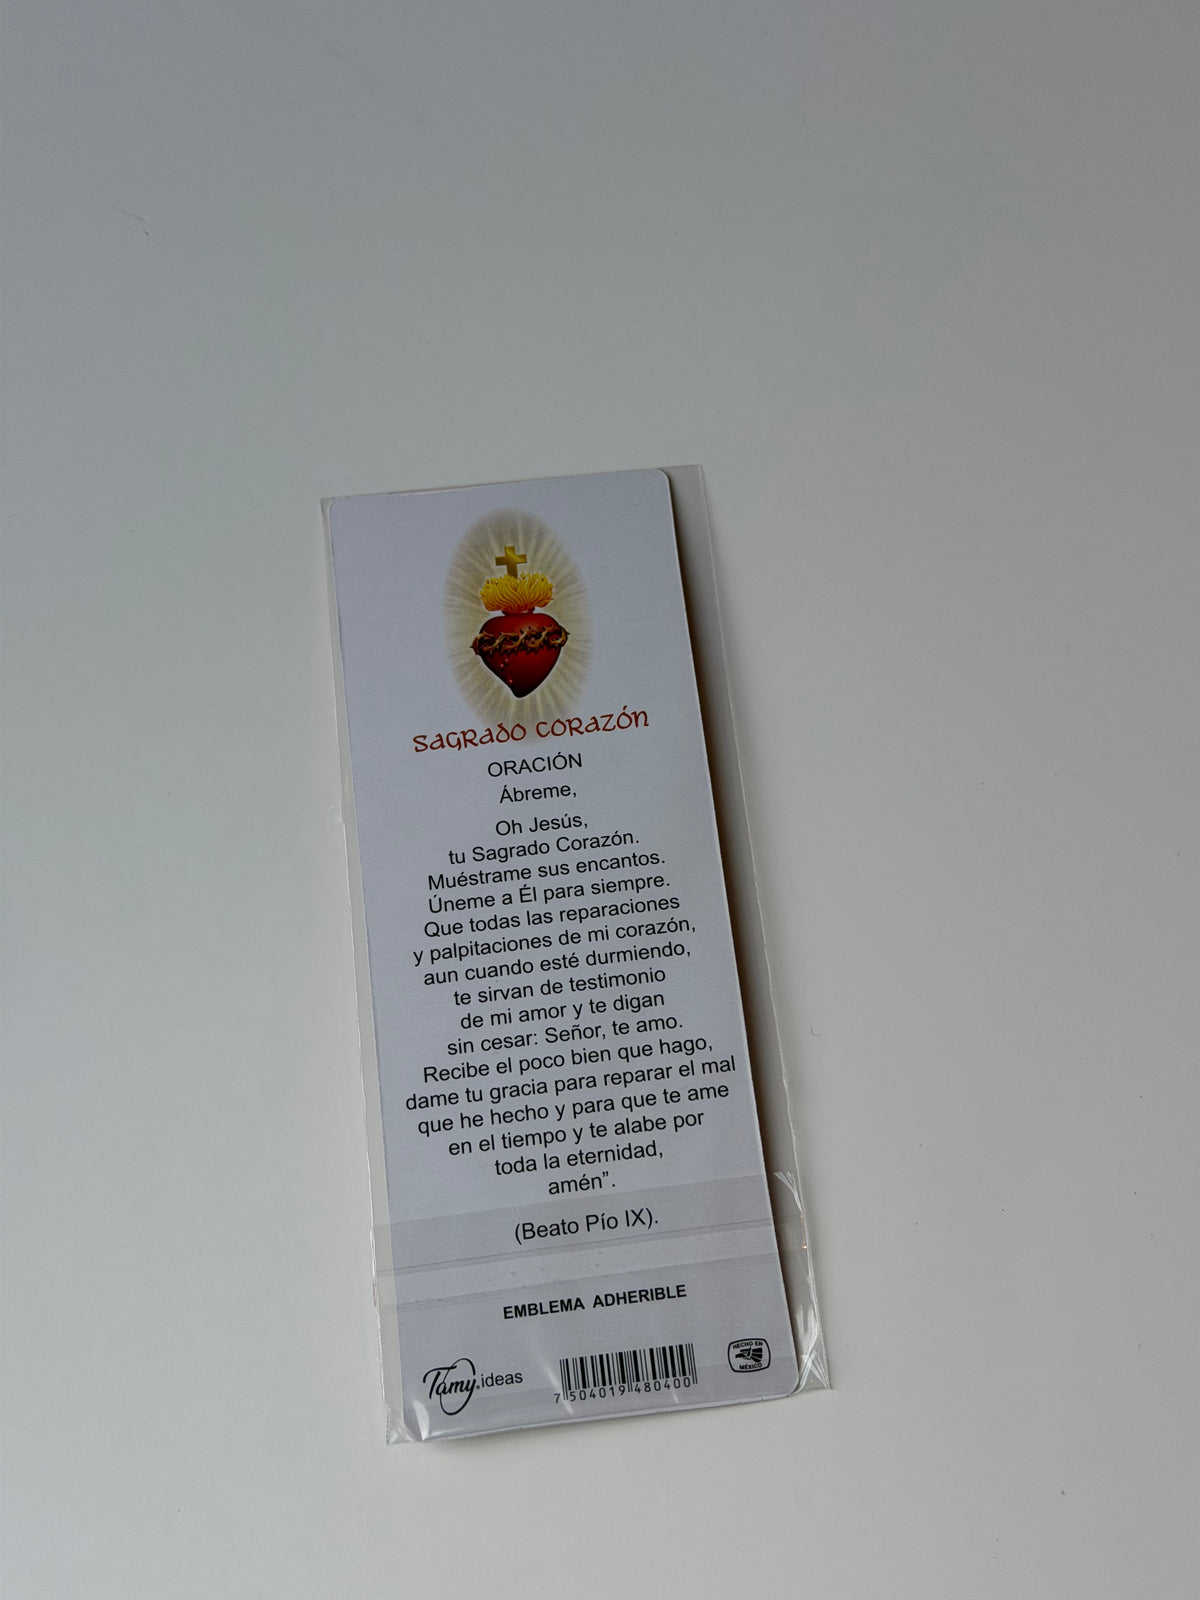 SAGRADO CORAZÓN
ORACIÓN
Ábreme,
Oh Jesús,
tu Sagrado Corazón.
Muéstrame sus encantos.
Úneme a Él para siempre.
Que todas las reparaciones
y palpitaciones de mi corazón,
aun cuando esté durmiendo,
te sirvan de testimonio
de mi amor y te digan
sin cesar: Señor, te amo.
Recibe el poco bien que hago,
dame tu gracia para reparar el mal
que he hecho y para que te ame
en el tiempo y te alabe por
toda la eternidad,
amén”.
(Beato Pío IX).
EMBLEMA ADHERIBLE
Tamy.ideas
7 504019 480400
HECHO EN
MÉXICO